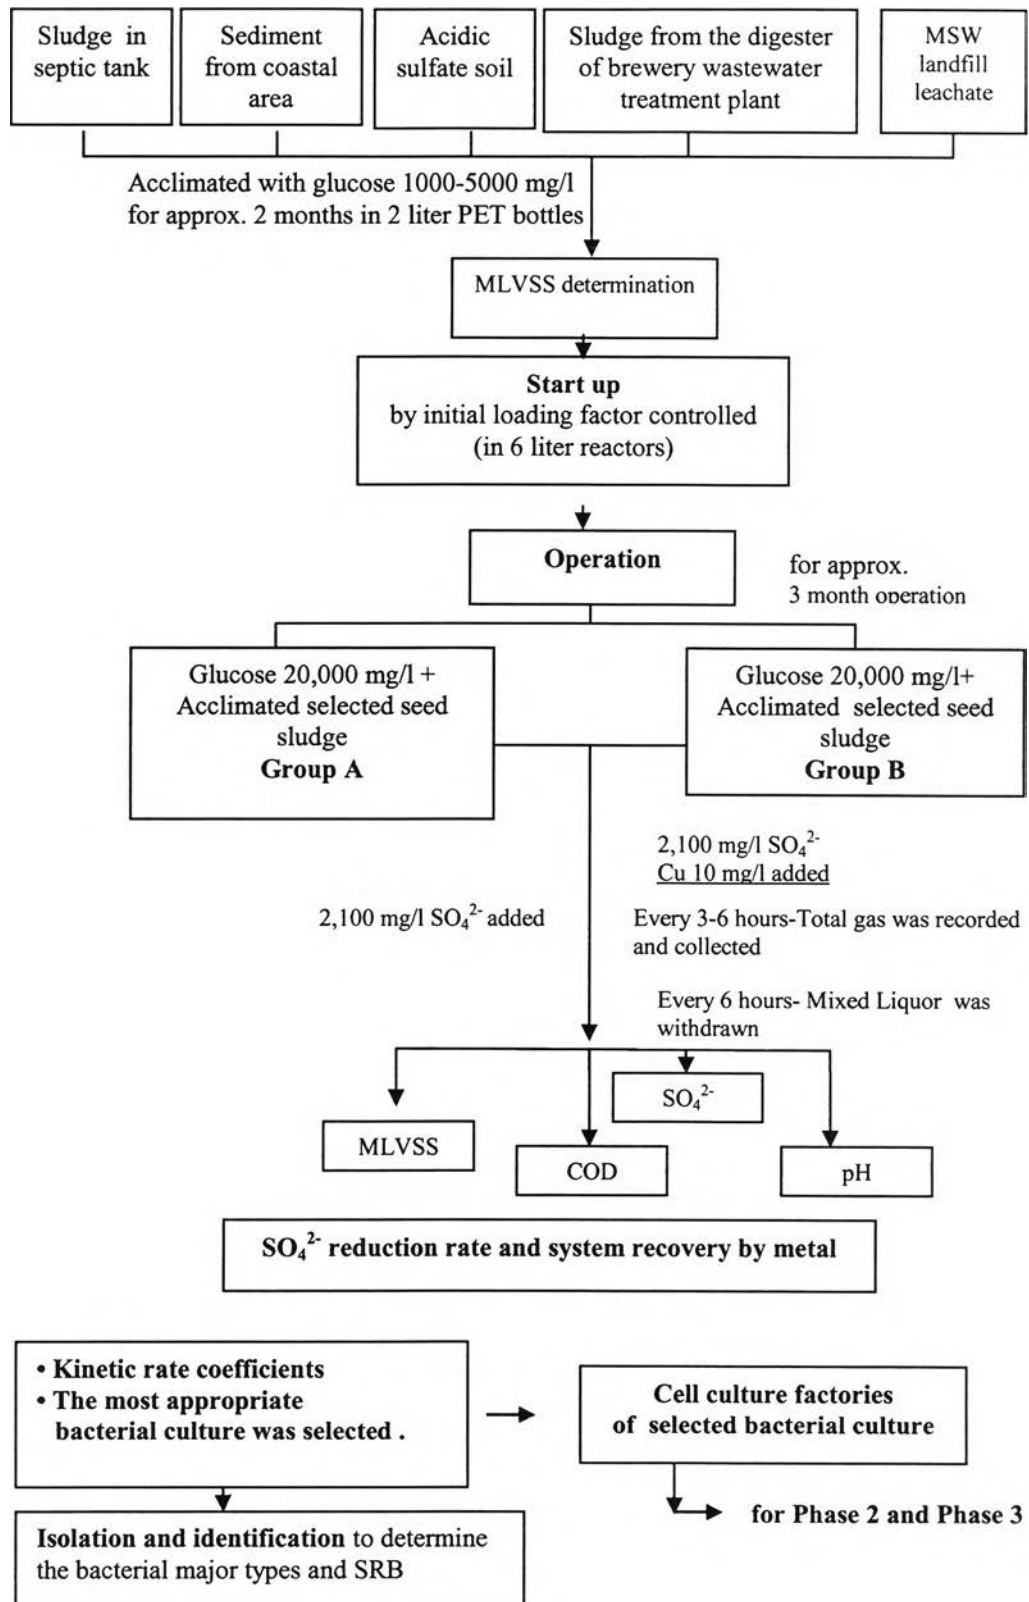 Sludge in
septic tank
Sediment
from coastal
area
Acidic
sulfate soil
Sludge from the digester
of brewery wastewater
treatment plant
MSW
landfill
leachate
Acclimated with glucose 1000-5000 mg/l
for approx. 2 months in 2 liter PET bottles
MLVSS determination
Start up
by initial loading factor controlled
(in 6 liter reactors)
Operation
for approx.
3 month operation
Glucose 20,000 mg/l +
Acclimated selected seed
sludge
Group A
Glucose 20,000 mg/l+
Acclimated selected seed
sludge
Group B
2,100 mg/l SO₄²⁻
Cu 10 mg/l added
2,100 mg/l SO₄²⁻ added
Every 3-6 hours-Total gas was recorded
and collected
Every 6 hours- Mixed Liquor was
withdrawn
MLVSS
COD
SO₄²⁻
pH
SO₄²⁻ reduction rate and system recovery by metal
• Kinetic rate coefficients
• The most appropriate
bacterial culture was selected .
Cell culture factories
of selected bacterial culture
for Phase 2 and Phase 3
Isolation and identification to determine
the bacterial major types and SRB